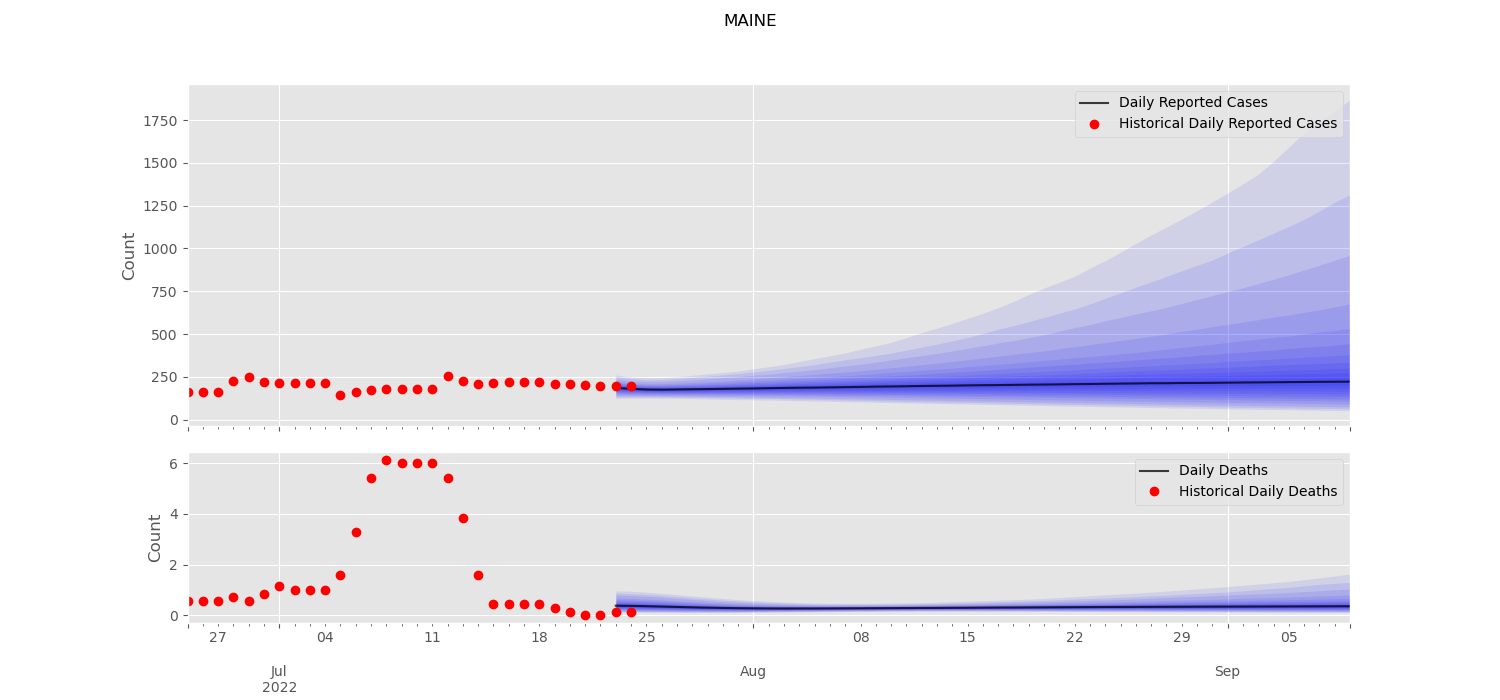 MAINE
Count
1750
1500
1250
1000
750
500
250
0
Daily Reported Cases
Historical Daily Reported Cases
Count
6
4
2
0
Daily Deaths
Historical Daily Deaths
27 04 11 18 25 08 15 22 29 05
Jul Aug Sep
2022